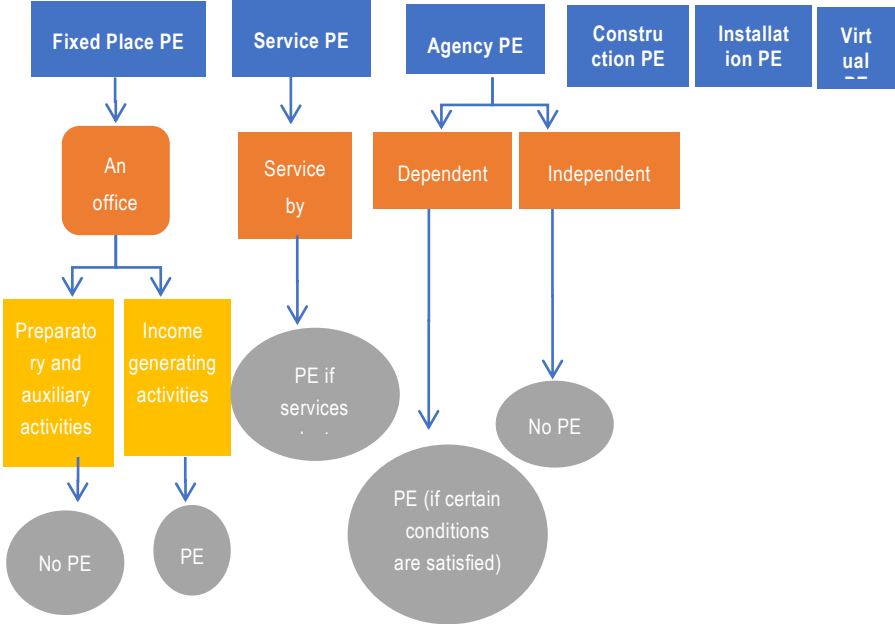 Fixed Place PE
Service PE
Agency PE
Constru
ction PE
Installat
ion PE
Virt
ual
An
office
Service
by
Dependent
Independent
Preparato
ry and
auxiliary
activities
Income
generating
activities
PE if
services
No PE
PE (if certain
conditions
are satisfied)
No PE
PE